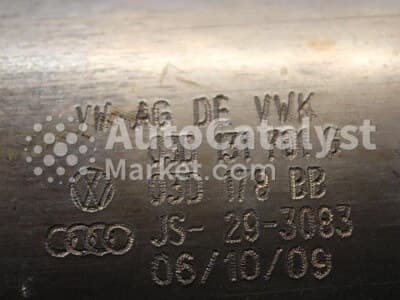 VW AG DE VWK
AutoCatalyst
Market.com
03D 178 BB
JS- 29-3083
06/10/09